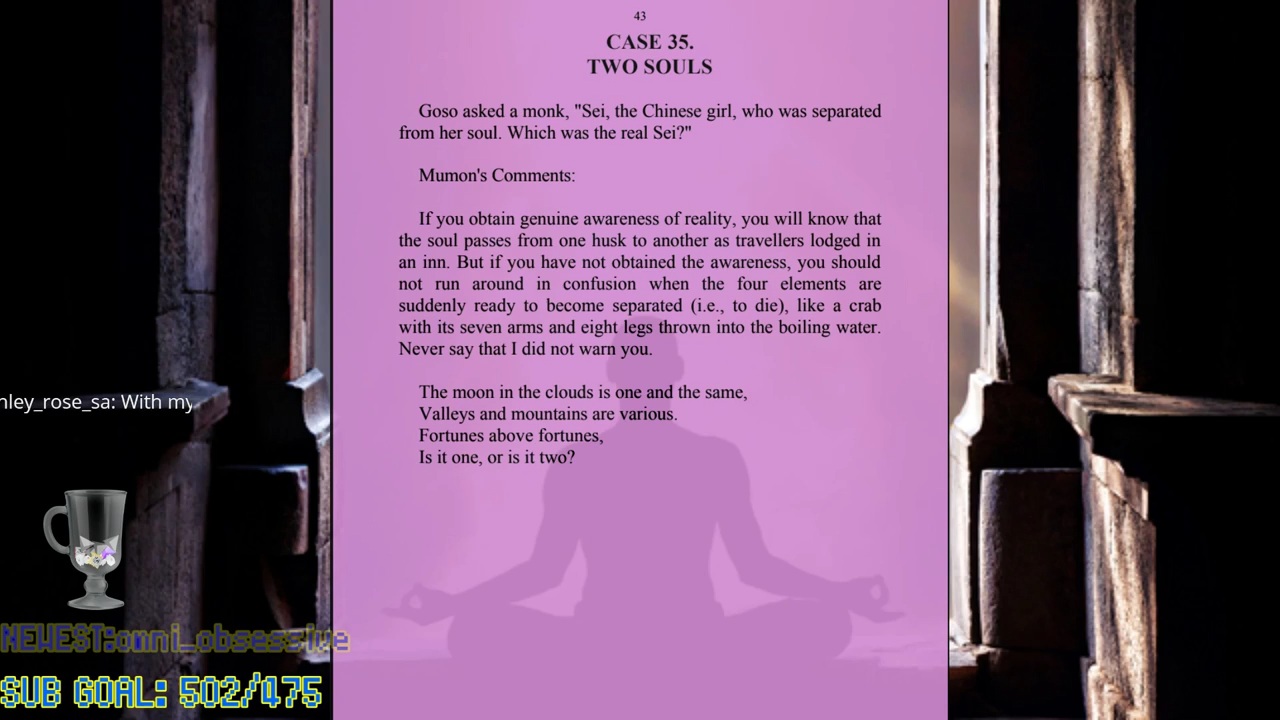 43
CASE 35.
TWO SOULS
Goso asked a monk, "Sei, the Chinese girl, who was separated
from her soul. Which was the real Sei?"
Mumon's Comments:
If you obtain genuine awareness of reality, you will know that
the soul passes from one husk to another as travellers lodged in
an inn. But if you have not obtained the awareness, you should
not run around in confusion when the four elements are
suddenly ready to become separated (i.e., to die), like a crab
with its seven arms and eight legs thrown into the boiling water.
Never say that I did not warn you.
The moon in the clouds is one and the same,
Valleys and mountains are various.
Fortunes above fortunes,
Is it one, or is it two?
nley_rose_sa: With my
NEWEST:omni_obsessive
SUB GOAL: 502/475